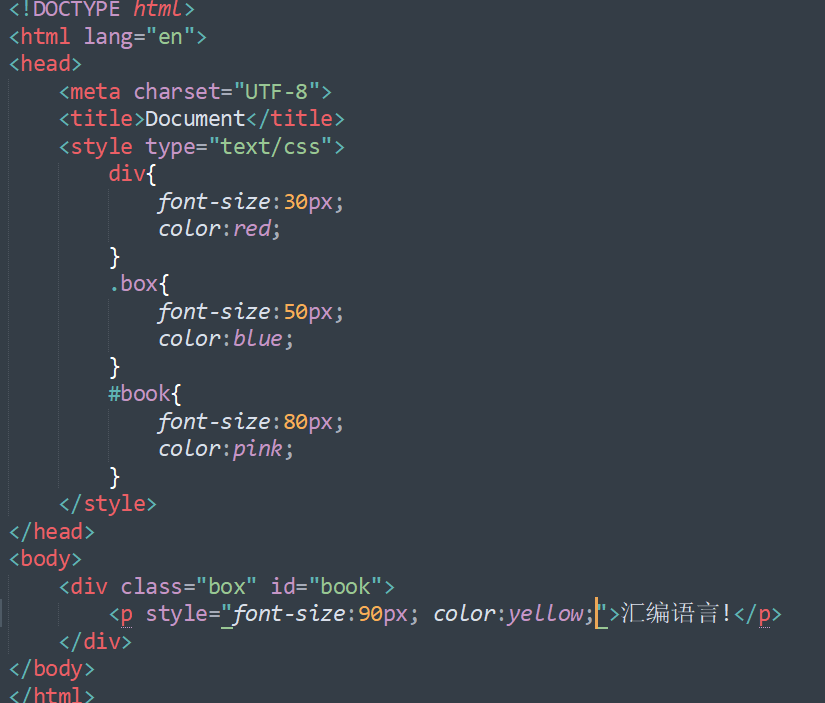 <!DOCTYPE html>
<html lang="en">
<head>
    <meta charset="UTF-8">
    <title>Document</title>
    <style type="text/css">
        div{
            font-size:30px;
            color:red;
        }
        .box{
            font-size:50px;
            color:blue;
        }
        #book{
            font-size:80px;
            color:pink;
        }
    </style>
</head>
<body>
    <div class="box" id="book">
        <p style="font-size:90px; color:yellow;">汇编语言!</p>
    </div>
</body>
</html>